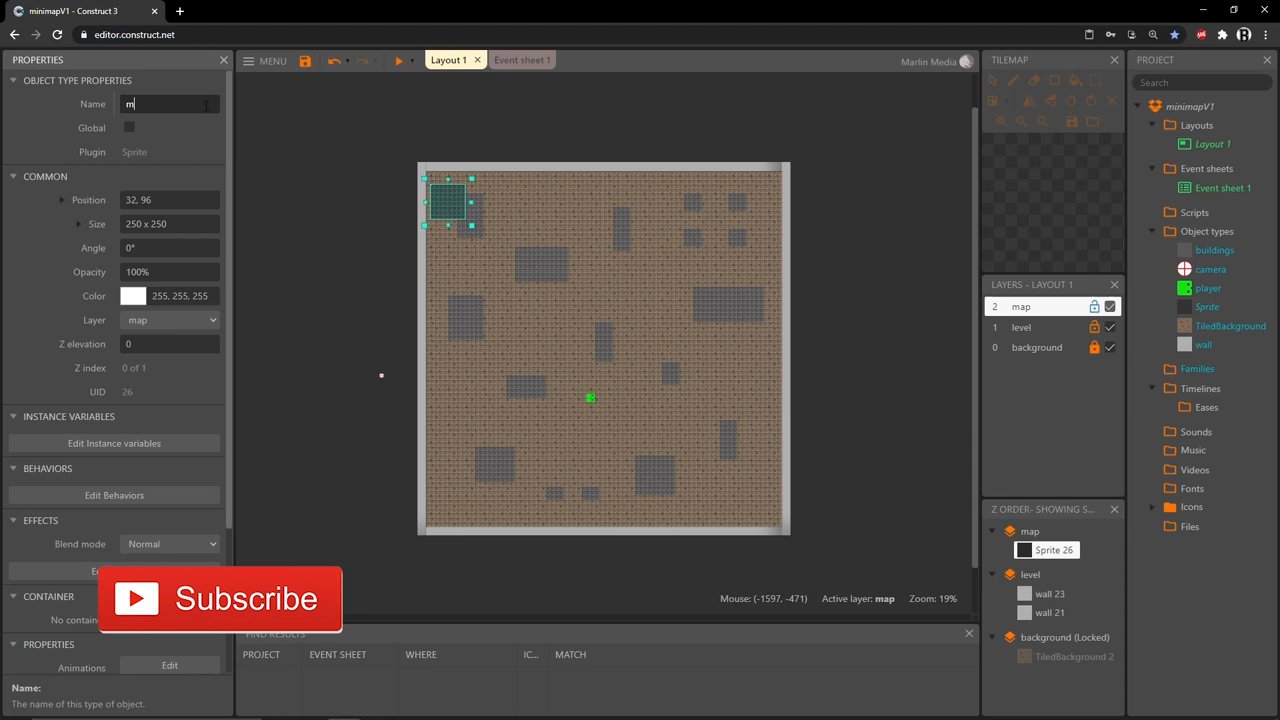 minimapV1 - Construct 3
editor.construct.net
PROPERTIES
OBJECT TYPE PROPERTIES
Name m
Global
Plugin Sprite
COMMON
Position 32, 96
Size 250 x 250
Angle 0°
Opacity 100%
Color 255, 255, 255
Layer map
Z elevation 0
Z index 0 of 1
UID 26
INSTANCE VARIABLES
Edit Instance variables
BEHAVIORS
Edit Behaviors
EFFECTS
Blend mode Normal
CONTAINER
No contain
PROPERTIES
Animations Edit
Name:
The name of this type of object.
Subscribe
MENU
Layout 1
Event sheet 1
Marlin Media
Mouse: (-1597, -471) Active layer: map Zoom: 19%
FIND RESULTS
PROJECT EVENT SHEET WHERE IC... MATCH
TILEMAP
LAYERS - LAYOUT 1
2 map
1 level
0 background
Z ORDER- SHOWING S...
map
Sprite 26
level
wall 23
wall 21
background (Locked)
TiledBackground 2
PROJECT
Search
minimapV1
Layouts
Layout 1
Event sheets
Event sheet 1
Scripts
Object types
buildings
camera
player
Sprite
TiledBackground
wall
Families
Timelines
Eases
Sounds
Music
Videos
Fonts
Icons
Files